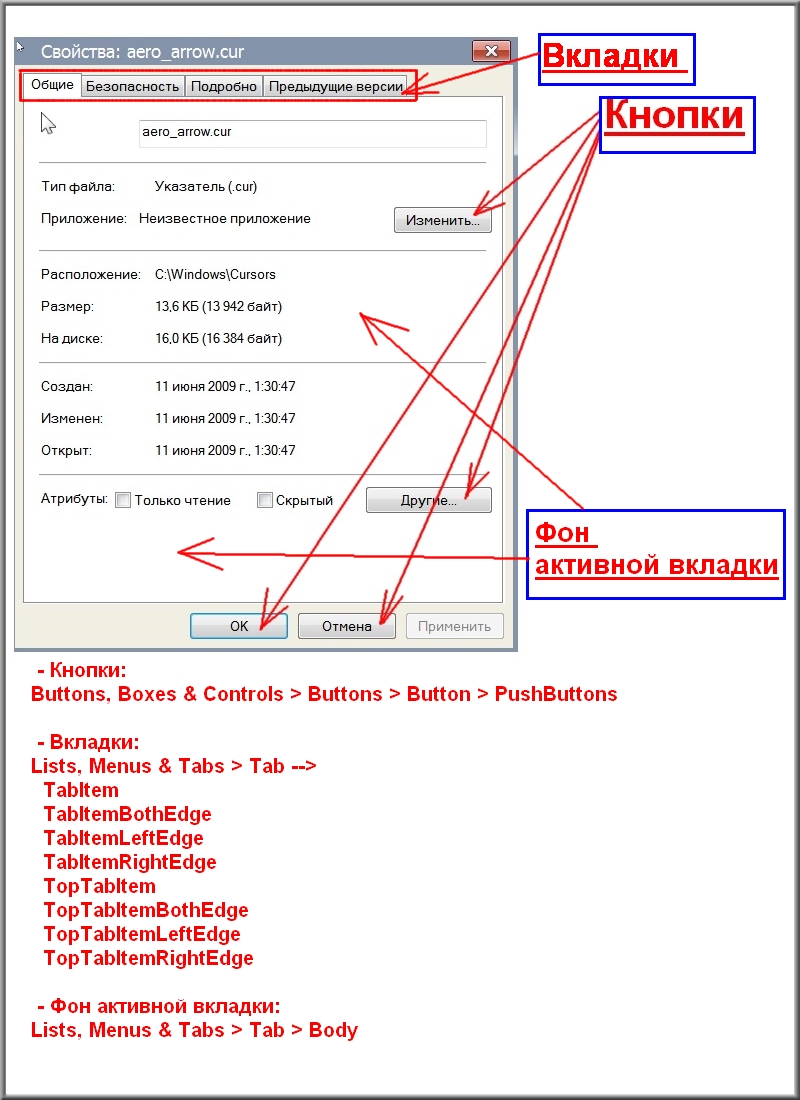 Свойства: aero_arrow.cur
Вкладки
Общие Безопасность Подробно Предыдущие версии
Кнопки
aero_arrow.cur
Тип файла: Указатель (.cur)
Приложение: Неизвестное приложение Изменить...
Расположение: C:\Windows\Cursors
Размер: 13,6 КБ (13 942 байт)
На диске: 16,0 КБ (16 384 байт)
Создан: 11 июня 2009 г., 1:30:47
Изменен: 11 июня 2009 г., 1:30:47
Открыт: 11 июня 2009 г., 1:30:47
Атрибуты: Только чтение Скрытый Другие...
Фон
активной вкладки
OK Отмена Применить
- Кнопки:
Buttons, Boxes & Controls > Buttons > Button > PushButtons
- Вкладки:
Lists, Menus & Tabs > Tab -->
TabItem
TabItemBothEdge
TabItemLeftEdge
TabItemRightEdge
TopTabItem
TopTabItemBothEdge
TopTabItemLeftEdge
TopTabItemRightEdge
- Фон активной вкладки:
Lists, Menus & Tabs > Tab > Body